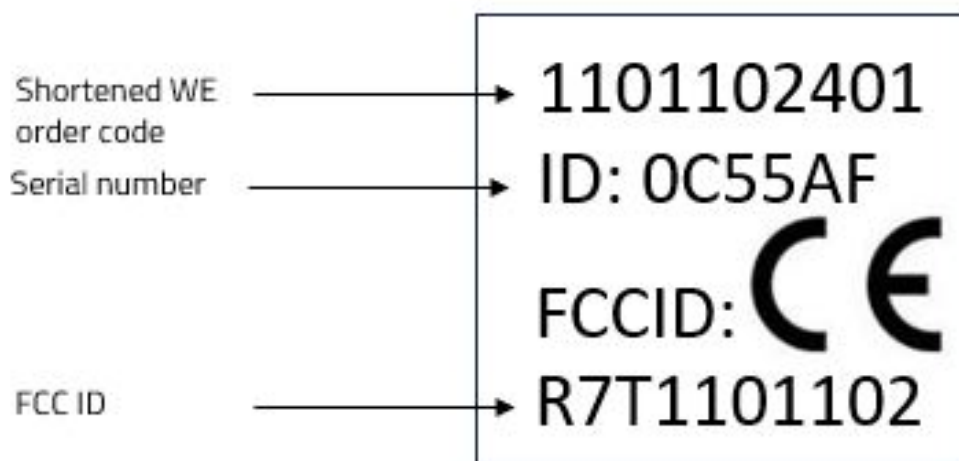 Shortened WE
order code
1101102401
Serial number
ID: 0C55AF
FCCID: CE
FCC ID
R7T1101102